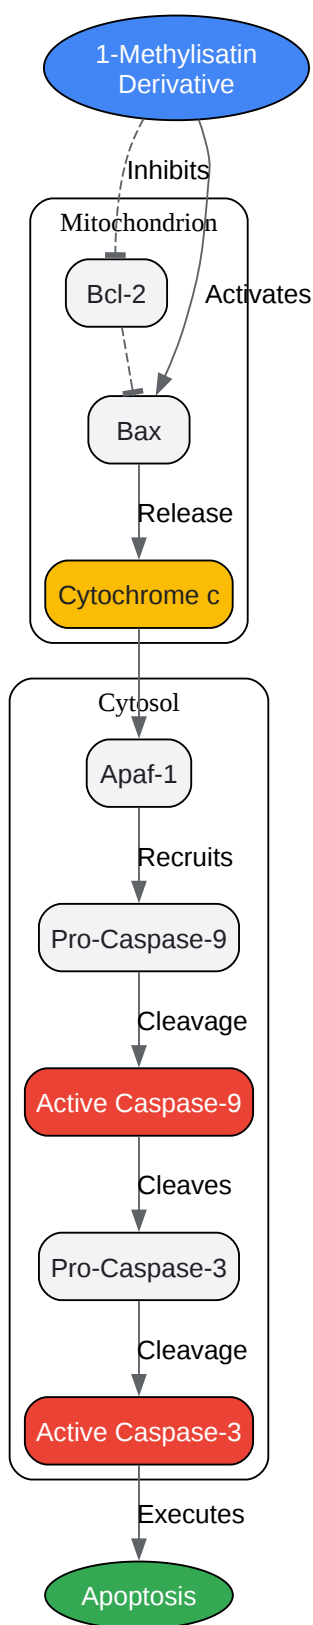 1-Methylisatin
Derivative
Inhibits
Mitochondrion
Bcl-2
Activates
Bax
Release
Cytochrome c
Cytosol
Apaf-1
Recruits
Pro-Caspase-9
Cleavage
Active Caspase-9
Cleaves
Pro-Caspase-3
Cleavage
Active Caspase-3
Executes
Apoptosis